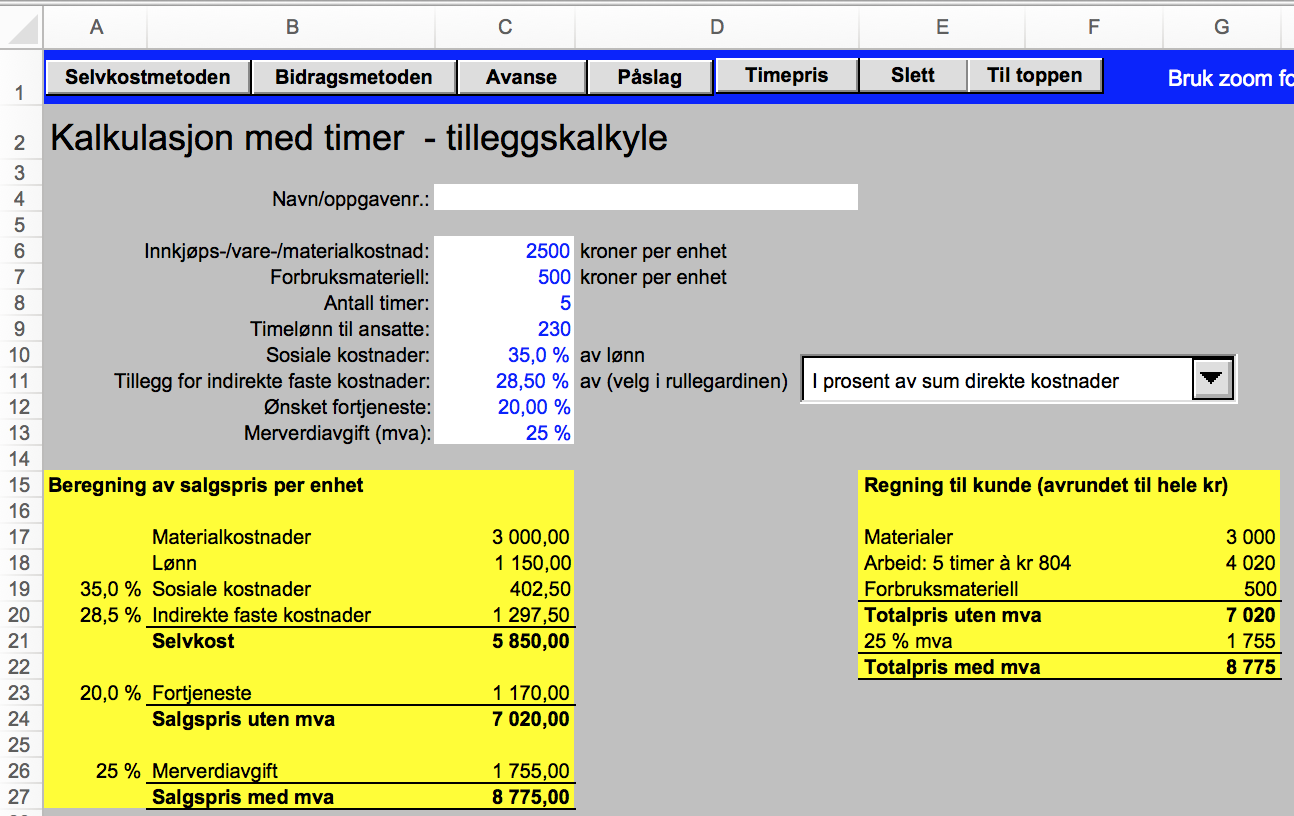 A B C D E F G
1 Selvkostmetoden Bidragsmetoden Avanse Påslag Timepris Slett Til toppen Bruk zoom fo
2 Kalkulasjon med timer - tilleggskalkyle
3
4 Navn/oppgavenr.:
5
6 Innkjøps-/vare-/materialkostnad: 2500 kroner per enhet
7 Forbruksmateriell: 500 kroner per enhet
8 Antall timer: 5
9 Timelønn til ansatte: 230
10 Sosiale kostnader: 35,0 % av lønn
11 Tillegg for indirekte faste kostnader: 28,50 % av (velg i rullegardinen) I prosent av sum direkte kostnader
12 Ønsket fortjeneste: 20,00 %
13 Merverdiavgift (mva): 25 %
14
15 Beregning av salgspris per enhet Regning til kunde (avrundet til hele kr)
16
17 Materialkostnader 3 000,00 Materialer 3 000
18 Lønn 1 150,00 Arbeid: 5 timer à kr 804 4 020
19 35,0 % Sosiale kostnader 402,50 Forbruksmateriell 500
20 28,5 % Indirekte faste kostnader 1 297,50 Totalpris uten mva 7 020
21 Selvkost 5 850,00 25 % mva 1 755
22 Totalpris med mva 8 775
23 20,0 % Fortjeneste 1 170,00
24 Salgspris uten mva 7 020,00
25
26 25 % Merverdiavgift 1 755,00
27 Salgspris med mva 8 775,00